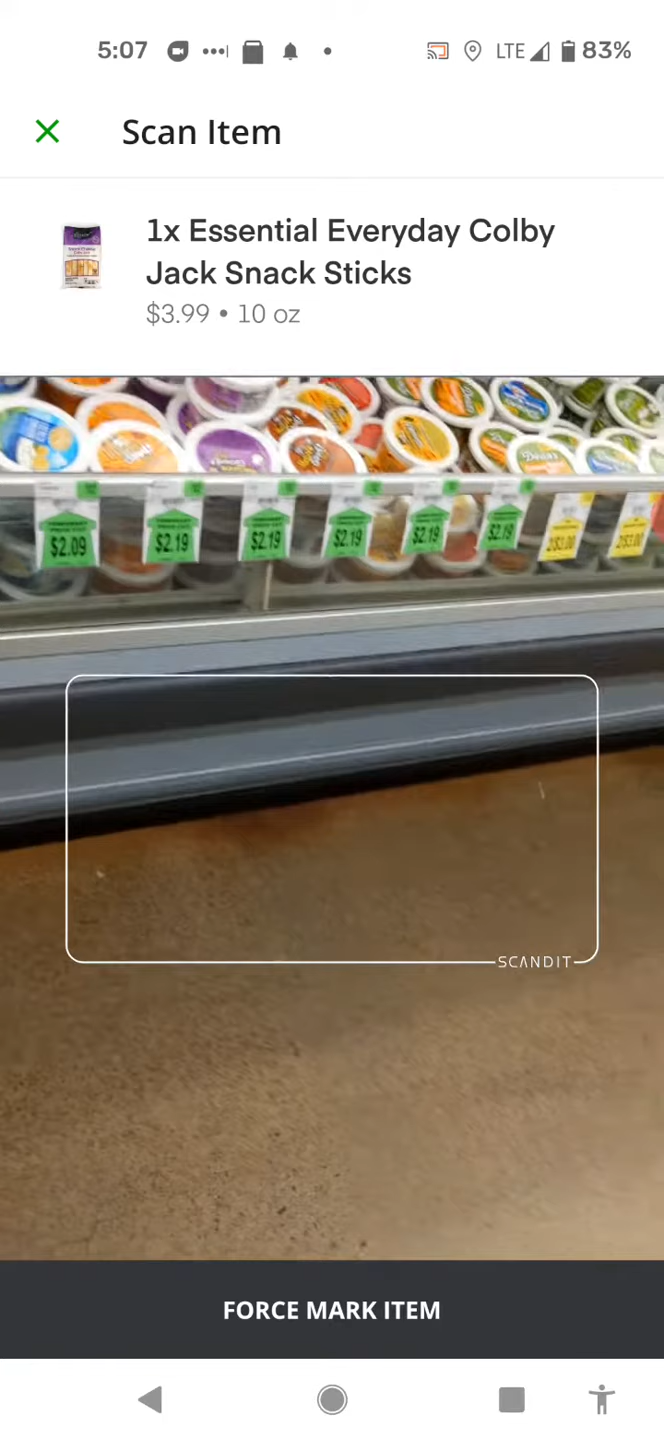 5:07
LTE
83%
Scan Item
1x Essential Everyday Colby
Jack Snack Sticks
$3.99 • 10 oz
$2.09
$2.19
$2.19
$2.19
$2.19
$2.19
SCANDIT
FORCE MARK ITEM